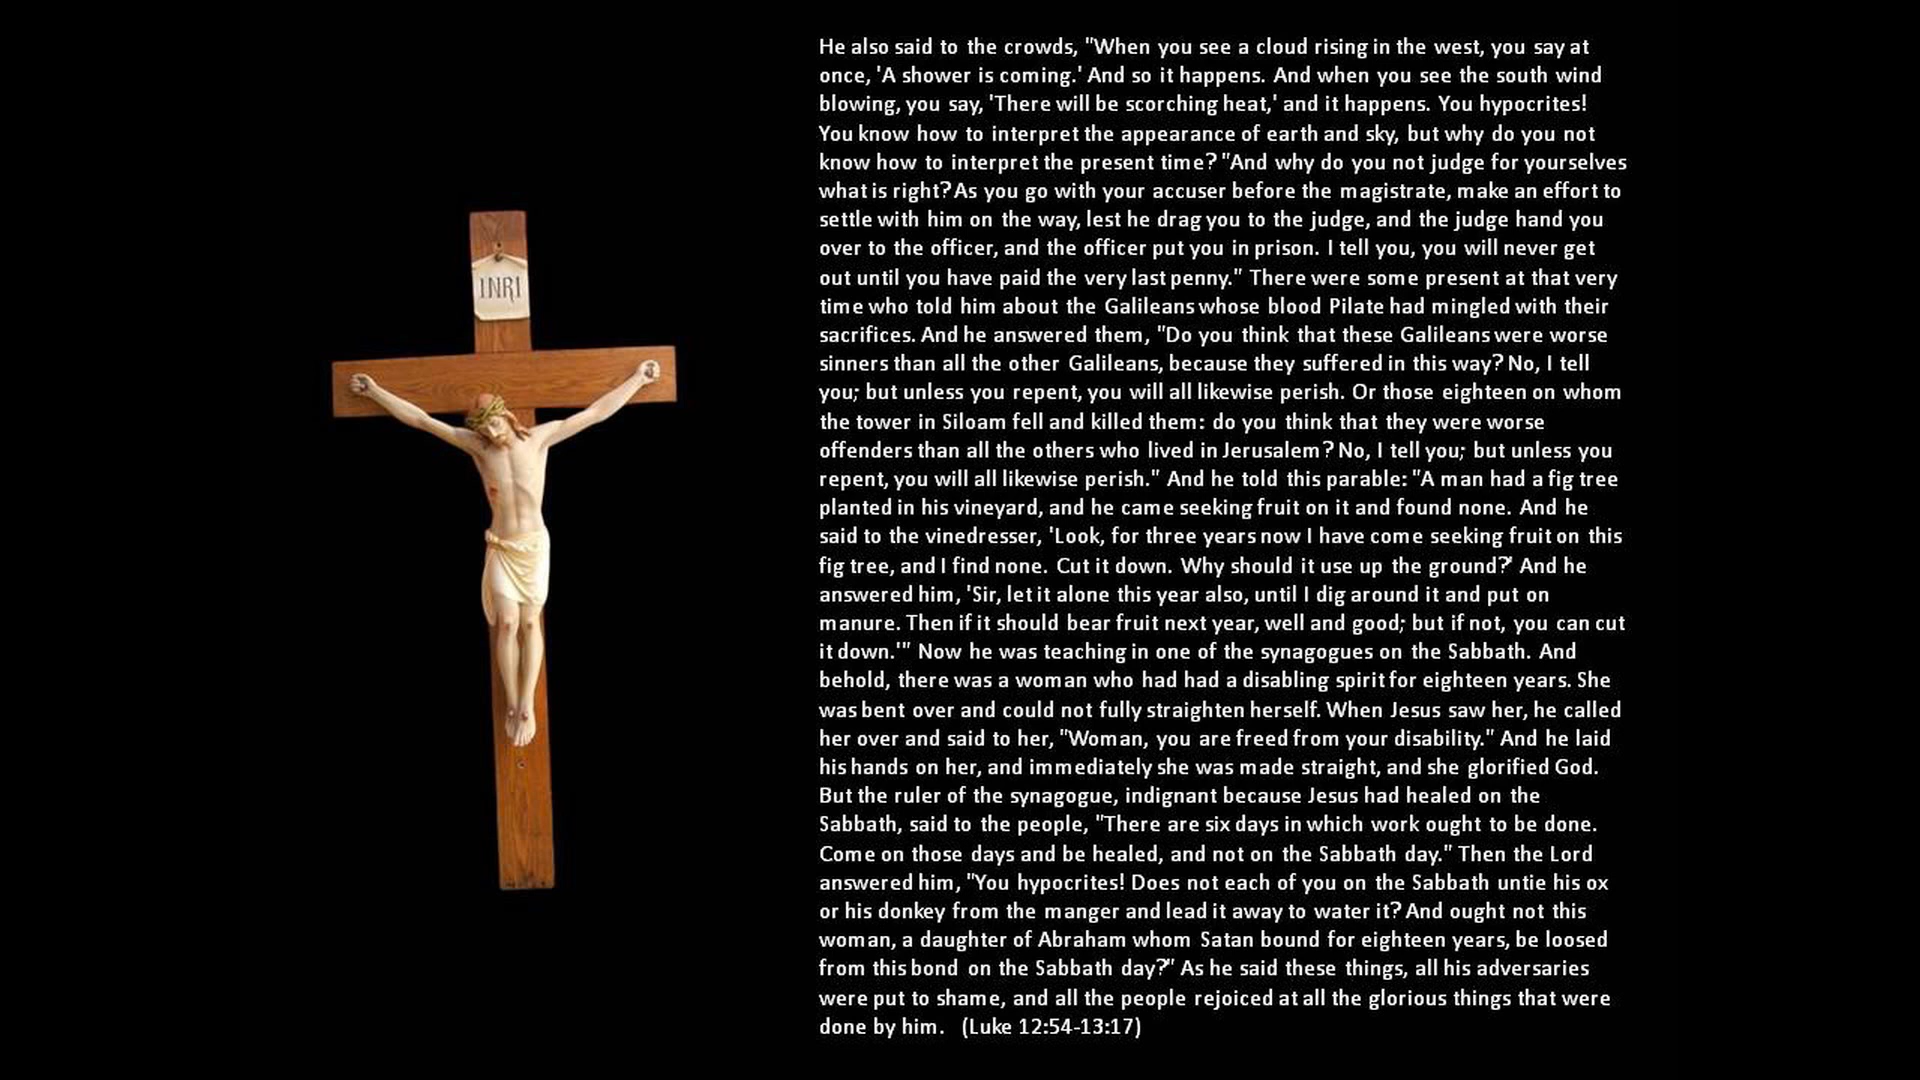 INRI
He also said to the crowds, "When you see a cloud rising in the west, you say at
once, 'A shower is coming.' And so it happens. And when you see the south wind
blowing, you say, 'There will be scorching heat,' and it happens. You hypocrites!
You know how to interpret the appearance of earth and sky, but why do you not
know how to interpret the present time? "And why do you not judge for yourselves
what is right? As you go with your accuser before the magistrate, make an effort to
settle with him on the way, lest he drag you to the judge, and the judge hand you
over to the officer, and the officer put you in prison. I tell you, you will never get
out until you have paid the very last penny." There were some present at that very
time who told him about the Galileans whose blood Pilate had mingled with their
sacrifices. And he answered them, "Do you think that these Galileans were worse
sinners than all the other Galileans, because they suffered in this way? No, I tell
you; but unless you repent, you will all likewise perish. Or those eighteen on whom
the tower in Siloam fell and killed them: do you think that they were worse
offenders than all the others who lived in Jerusalem? No, I tell you; but unless you
repent, you will all likewise perish." And he told this parable: "A man had a fig tree
planted in his vineyard, and he came seeking fruit on it and found none. And he
said to the vinedresser, 'Look, for three years now I have come seeking fruit on this
fig tree, and I find none. Cut it down. Why should it use up the ground?' And he
answered him, 'Sir, let it alone this year also, until I dig around it and put on
manure. Then if it should bear fruit next year, well and good; but if not, you can cut
it down.'" Now he was teaching in one of the synagogues on the Sabbath. And
behold, there was a woman who had had a disabling spirit for eighteen years. She
was bent over and could not fully straighten herself. When Jesus saw her, he called
her over and said to her, "Woman, you are freed from your disability." And he laid
his hands on her, and immediately she was made straight, and she glorified God.
But the ruler of the synagogue, indignant because Jesus had healed on the
Sabbath, said to the people, "There are six days in which work ought to be done.
Come on those days and be healed, and not on the Sabbath day." Then the Lord
answered him, "You hypocrites! Does not each of you on the Sabbath untie his ox
or his donkey from the manger and lead it away to water it? And ought not this
woman, a daughter of Abraham whom Satan bound for eighteen years, be loosed
from this bond on the Sabbath day?" As he said these things, all his adversaries
were put to shame, and all the people rejoiced at all the glorious things that were
done by him. (Luke 12:54-13:17)